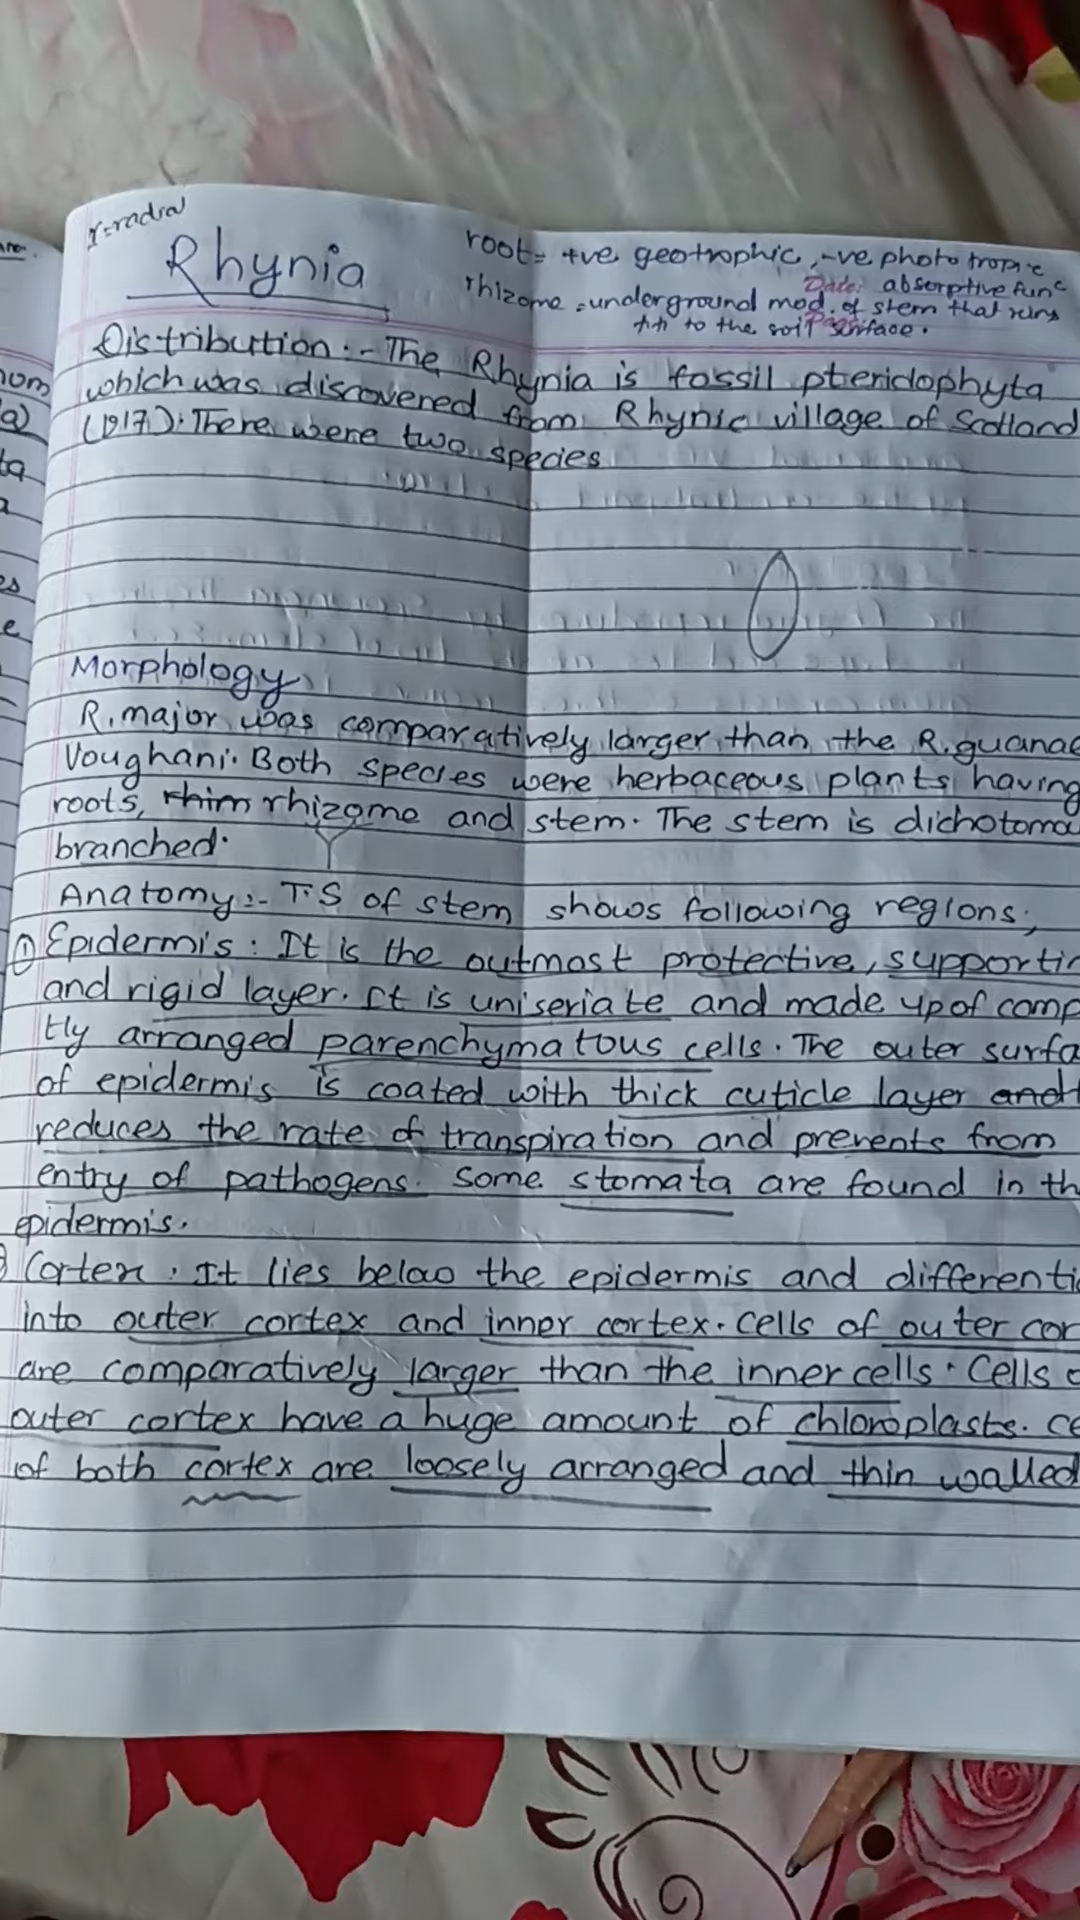 r=radial
Rhynia
root= +ve geotrophic, -ve phototropic
Date: absorptive func
rhizome =underground mod. of stem that runs
to the soil surface.
Page:
Distribution :- The Rhynia is fossil pteridophyta
which was discovered from Rhynie village of Scotland
(1917). There were two species
Morphology
R. major was comparatively larger than the R. guanae
Voughani. Both species were herbaceous plants having
roots, rhizome and stem. The stem is dichotomo
branched.
Anatomy :- T.S of stem shows following regions;
① Epidermis : It is the outmost protective, supportin
and rigid layer. It is uniseriate and made up of comp
tly arranged parenchymatous cells. The outer surfa
of epidermis is coated with thick cuticle layer and
reduces the rate of transpiration and prevents from
entry of pathogens. Some stomata are found in th
epidermis.
Cortex : It lies below the epidermis and differentia
into outer cortex and inner cortex. Cells of outer cor
are comparatively larger than the inner cells. Cells o
outer cortex have a huge amount of chloroplasts. ce
of both cortex are loosely arranged and thin walled